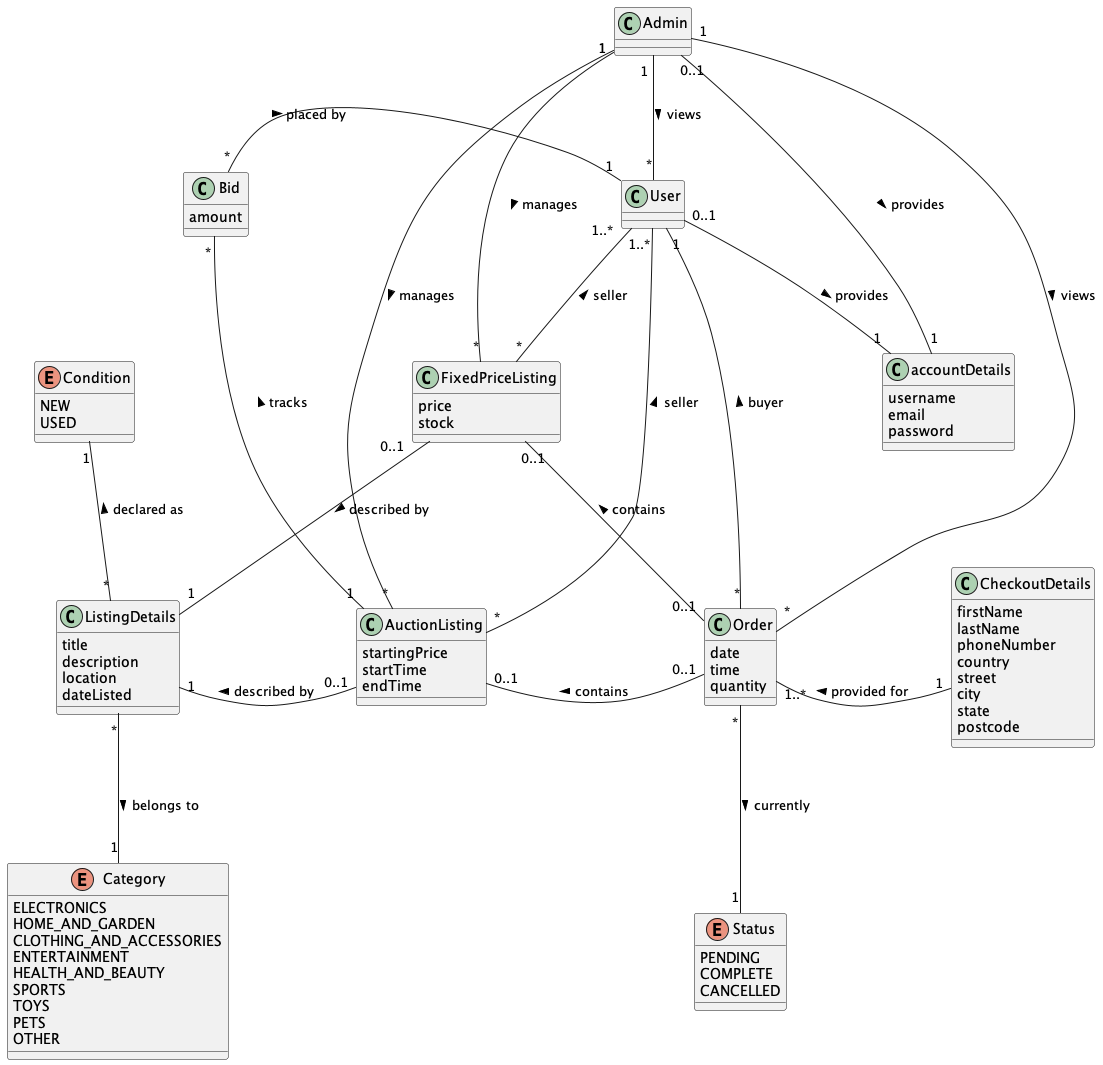 C Admin
1
1
0..1
1
placed by
views
*
*
1
C Bid
amount
C User
manages
provides
0..1
1..*
1..*
1
*
manages
seller
provides
views
*
*
1
1
E Condition
NEW
USED
C FixedPriceListing
price
stock
C accountDetails
username
email
password
tracks
seller
buyer
1
0..1
0..1
declared as
described by
contains
*
1
1
*
*
0..1
*
*
C ListingDetails
title
description
location
dateListed
C AuctionListing
startingPrice
startTime
endTime
C Order
date
time
quantity
C CheckoutDetails
firstName
lastName
phoneNumber
country
street
city
state
postcode
1
described by
0..1
0..1
contains
0..1
1..*
provided for
1
*
*
belongs to
currently
1
1
E Category
ELECTRONICS
HOME_AND_GARDEN
CLOTHING_AND_ACCESSORIES
ENTERTAINMENT
HEALTH_AND_BEAUTY
SPORTS
TOYS
PETS
OTHER
E Status
PENDING
COMPLETE
CANCELLED